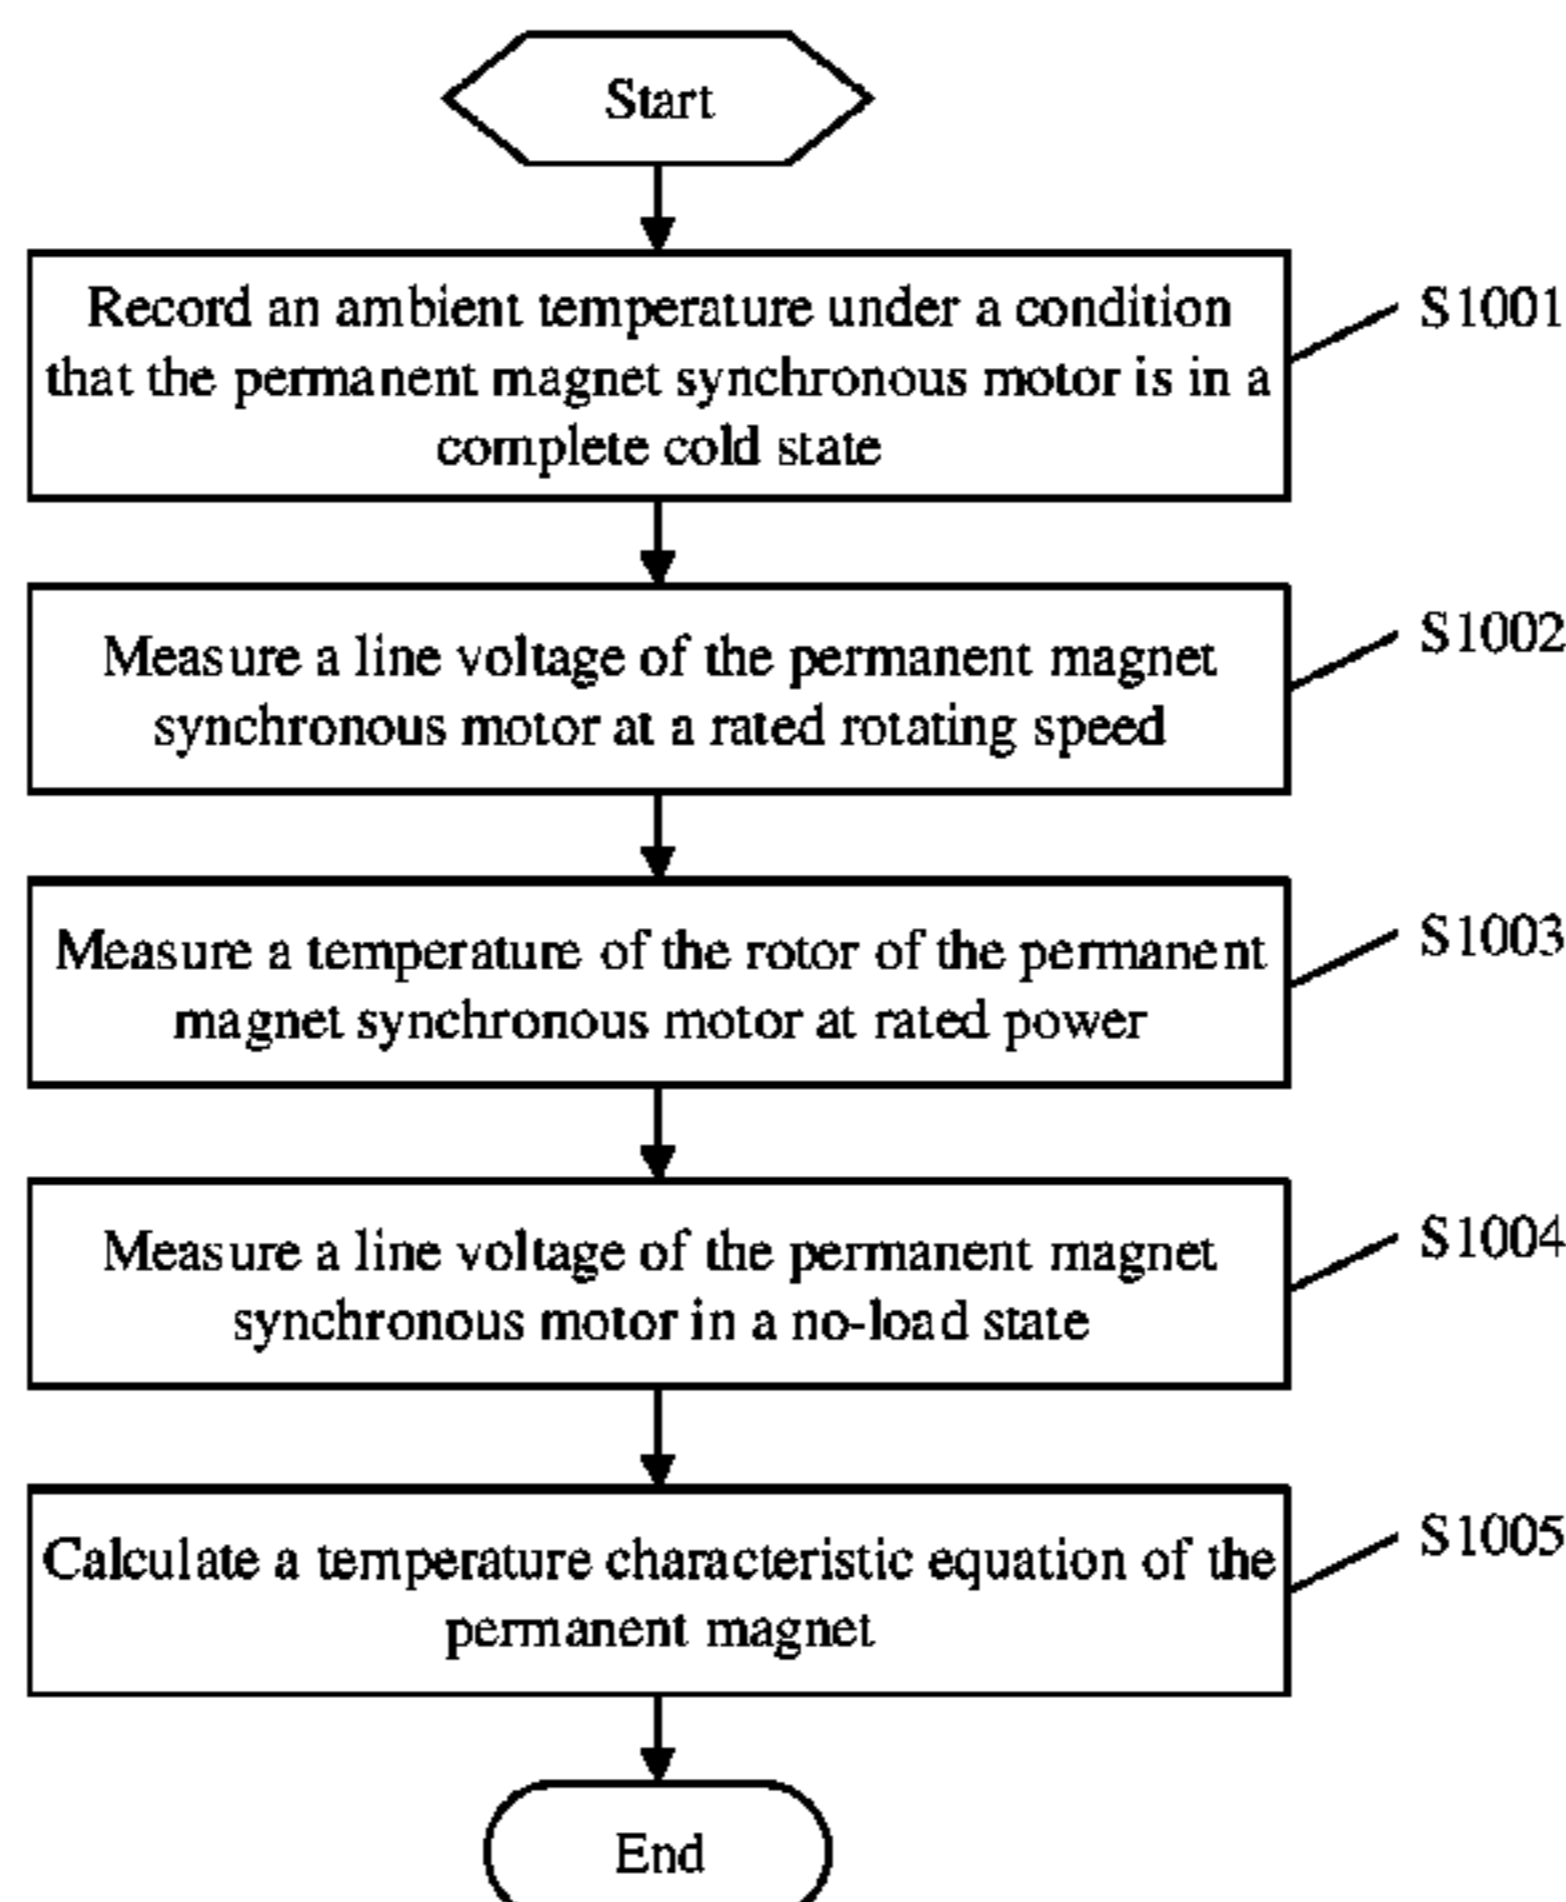 Start
Record an ambient temperature under a condition
that the permanent magnet synchronous motor is in a
complete cold state
S1001
Measure a line voltage of the permanent magnet
synchronous motor at a rated rotating speed
S1002
Measure a temperature of the rotor of the permanent
magnet synchronous motor at rated power
S1003
Measure a line voltage of the permanent magnet
synchronous motor in a no-load state
S1004
Calculate a temperature characteristic equation of the
permanent magnet
S1005
End